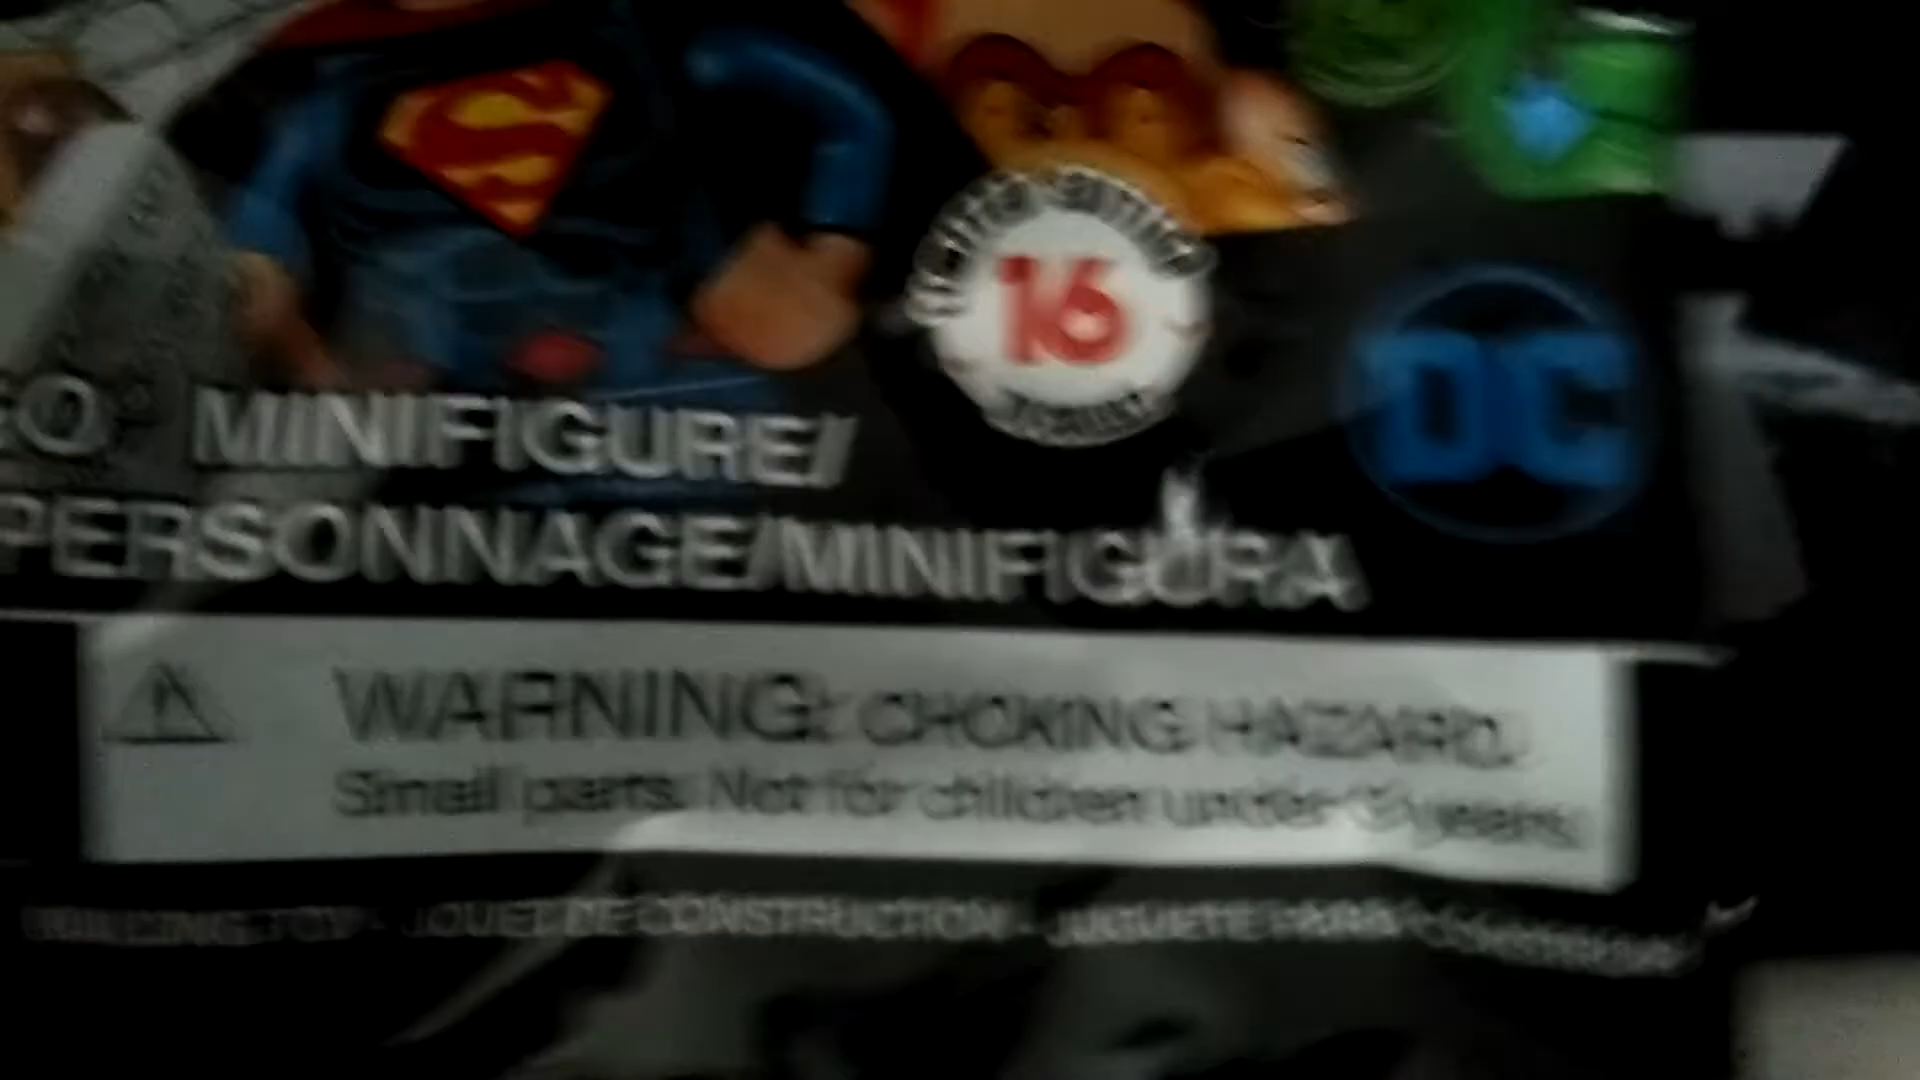 16
DC
MINIFIGURE/
PERSONNAGE/MINIFIGURA
WARNING: CHOKING HAZARD.
Small parts. Not for children under 3 years.
BUILDING TOY - JOUET DE CONSTRUCTION - JUGUETE PARA